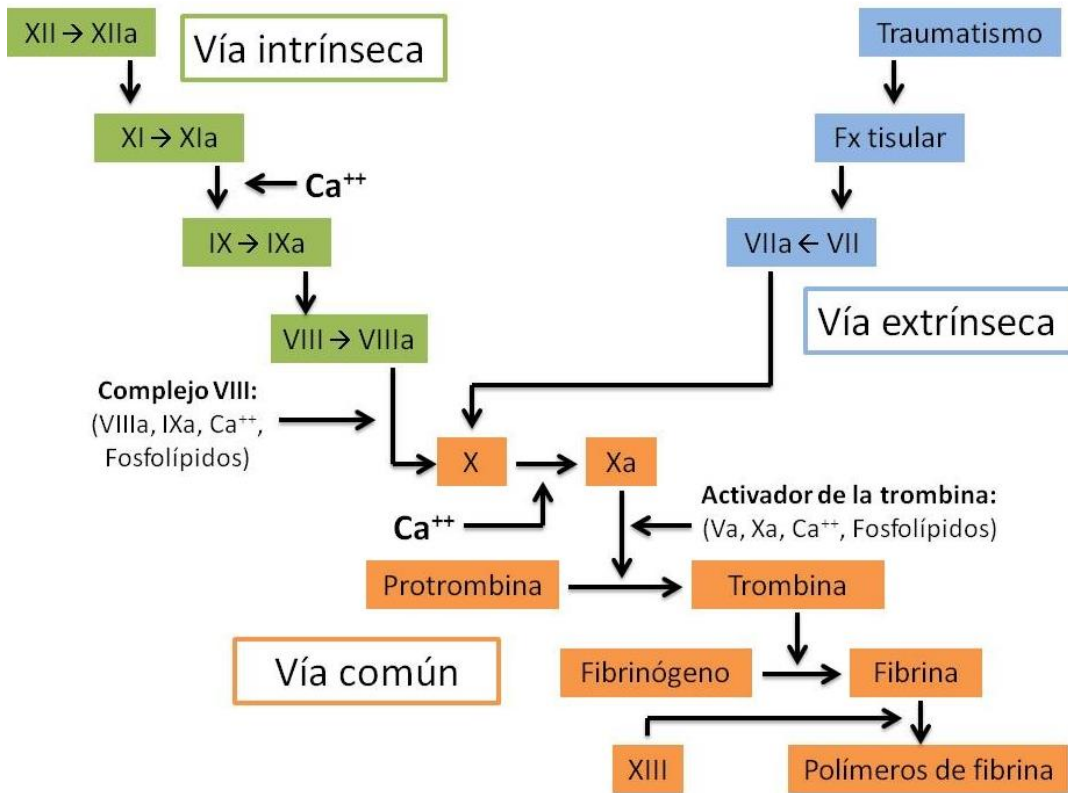 XII → XIIa
Vía intrínseca
Traumatismo
XI → XIa
Fx tisular
Ca⁺⁺
IX → IXa
VIIa ← VII
Vía extrínseca
VIII → VIIIa
Complejo VIII:
(VIIIa, IXa, Ca⁺⁺,
Fosfolípidos)
X
Xa
Ca⁺⁺
Activador de la trombina:
(Va, Xa, Ca⁺⁺, Fosfolípidos)
Protrombina
Trombina
Vía común
Fibrinógeno
Fibrina
XIII
Polímeros de fibrina